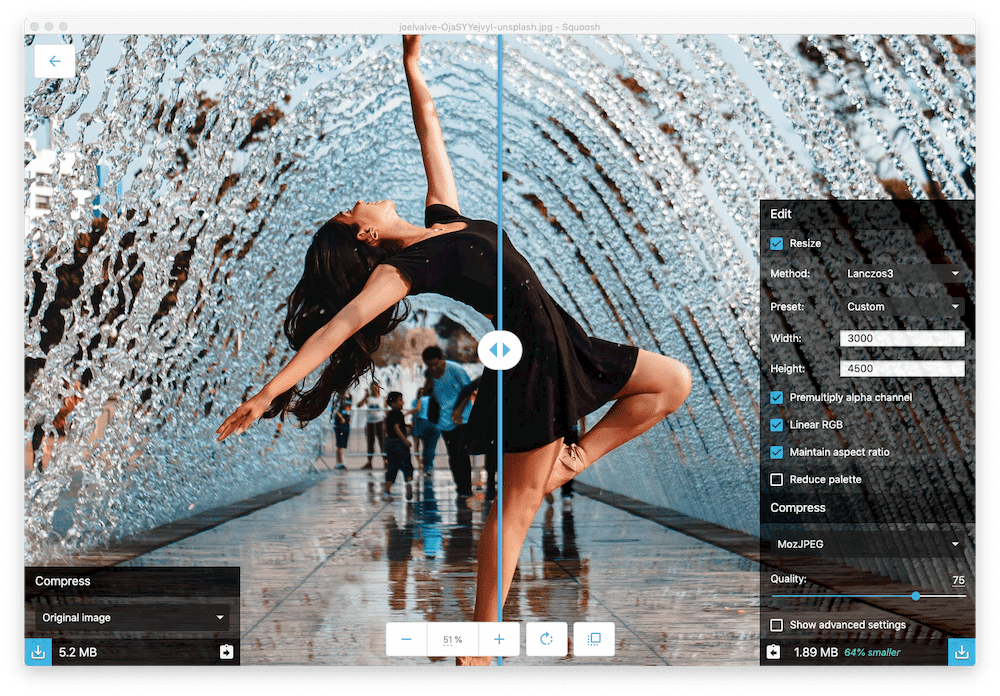 joelvalve-OjaSYYejvyI-unsplash.jpg - Squoosh
Edit
Resize
Method: Lanczos3
Preset: Custom
Width: 3000
Height: 4500
Premultiply alpha channel
Linear RGB
Maintain aspect ratio
Reduce palette
Compress
MozJPEG
Quality: 75
Show advanced settings
1.89 MB 64% smaller
Compress
Original image
5.2 MB
51 %